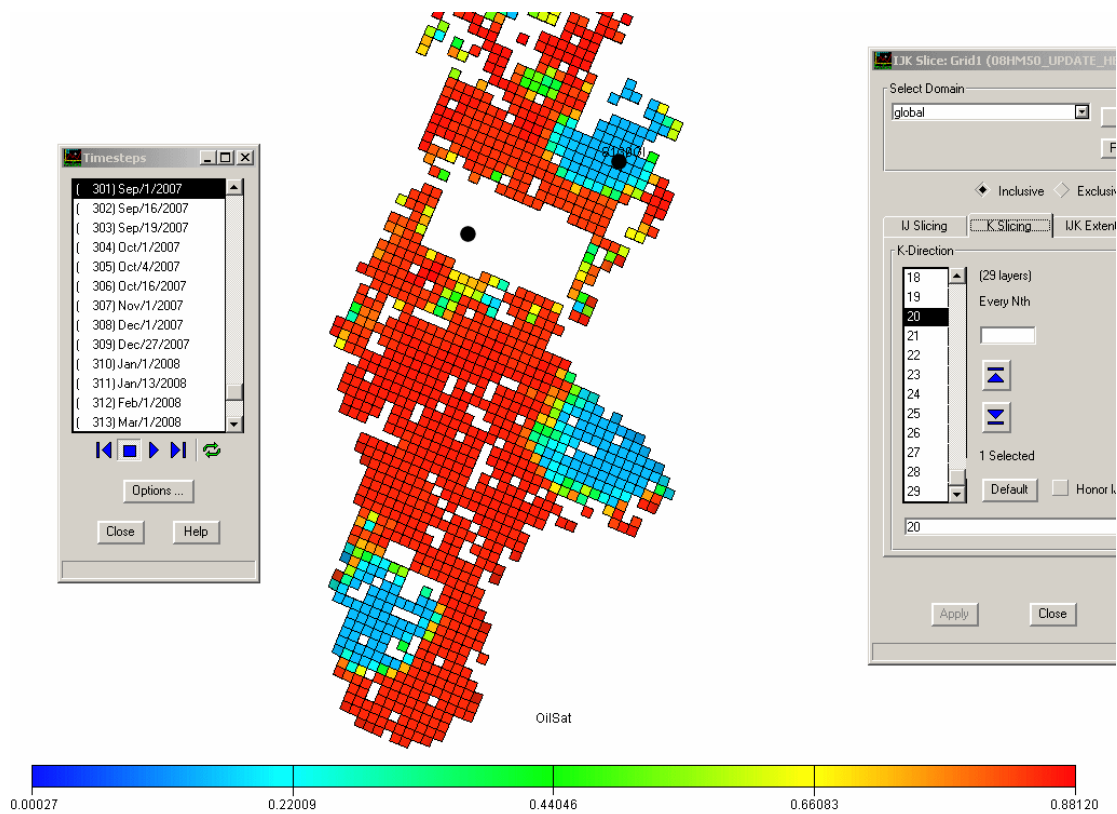 Timesteps
( 301) Sep/1/2007
( 302) Sep/16/2007
( 303) Sep/19/2007
( 304) Oct/1/2007
( 305) Oct/4/2007
( 306) Oct/16/2007
( 307) Nov/1/2007
( 308) Dec/1/2007
( 309) Dec/27/2007
( 310) Jan/1/2008
( 311) Jan/13/2008
( 312) Feb/1/2008
( 313) Mar/1/2008
Options ...
Close Help
IJK Slice: Grid1 (08HM50_UPDATE_HI
Select Domain
global
Inclusive Exclusiv
IJ Slicing K Slicing IJK Extent
K-Direction
18
19
20
21
22
23
24
25
26
27
28
29
(29 layers)
Every Nth
1 Selected
Default Honor IJ
20
Apply Close
OilSat
0.00027 0.22009 0.44046 0.66083 0.88120